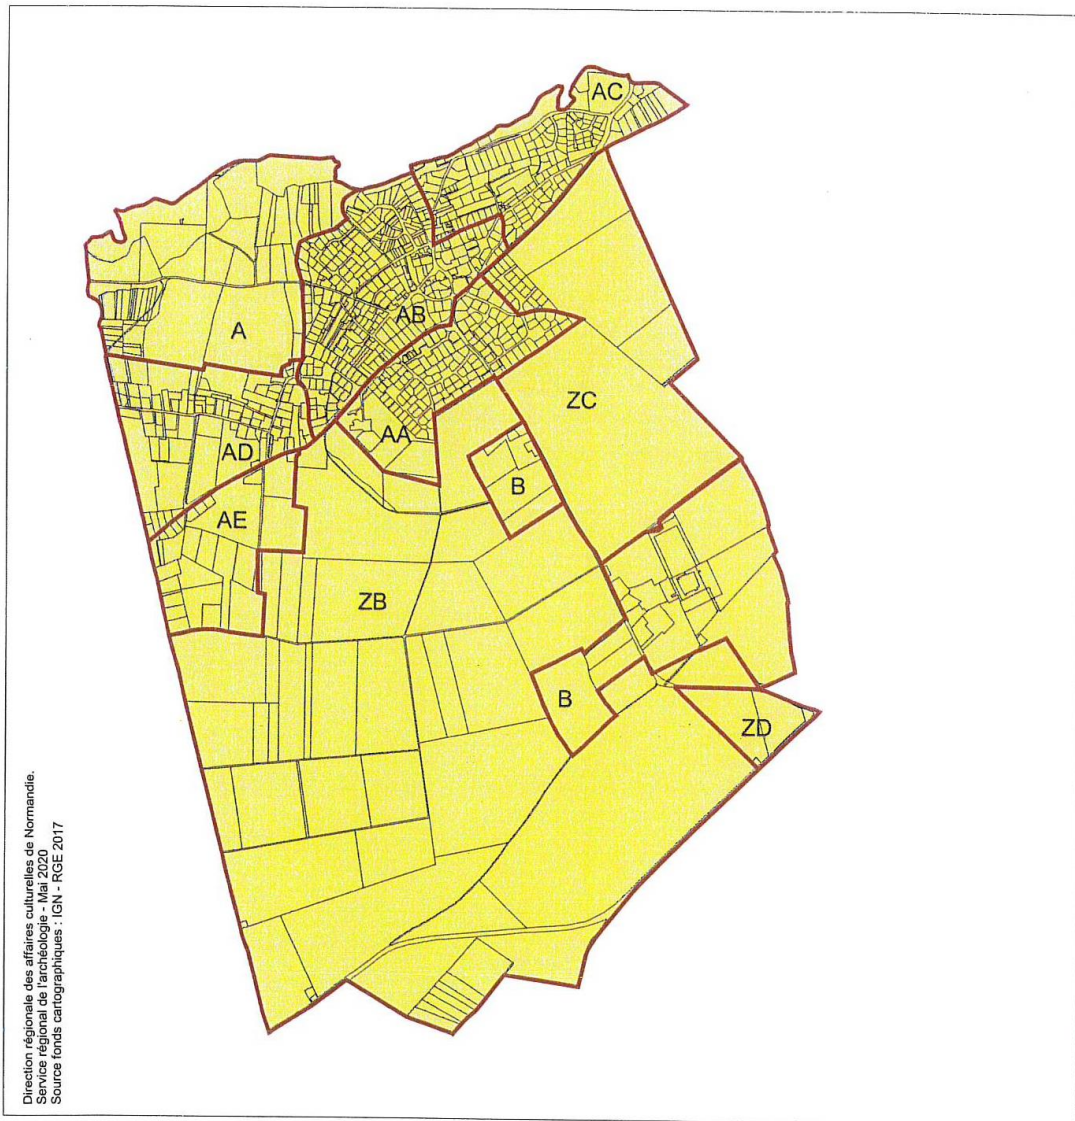 AC
A
AB
ZC
AA
AD
B
AE
ZB
B
ZD
Direction régionale des affaires culturelles de Normandie.
Service régional de l'archéologie - Mai 2020
Source fonds cartographiques : IGN - RGE 2017